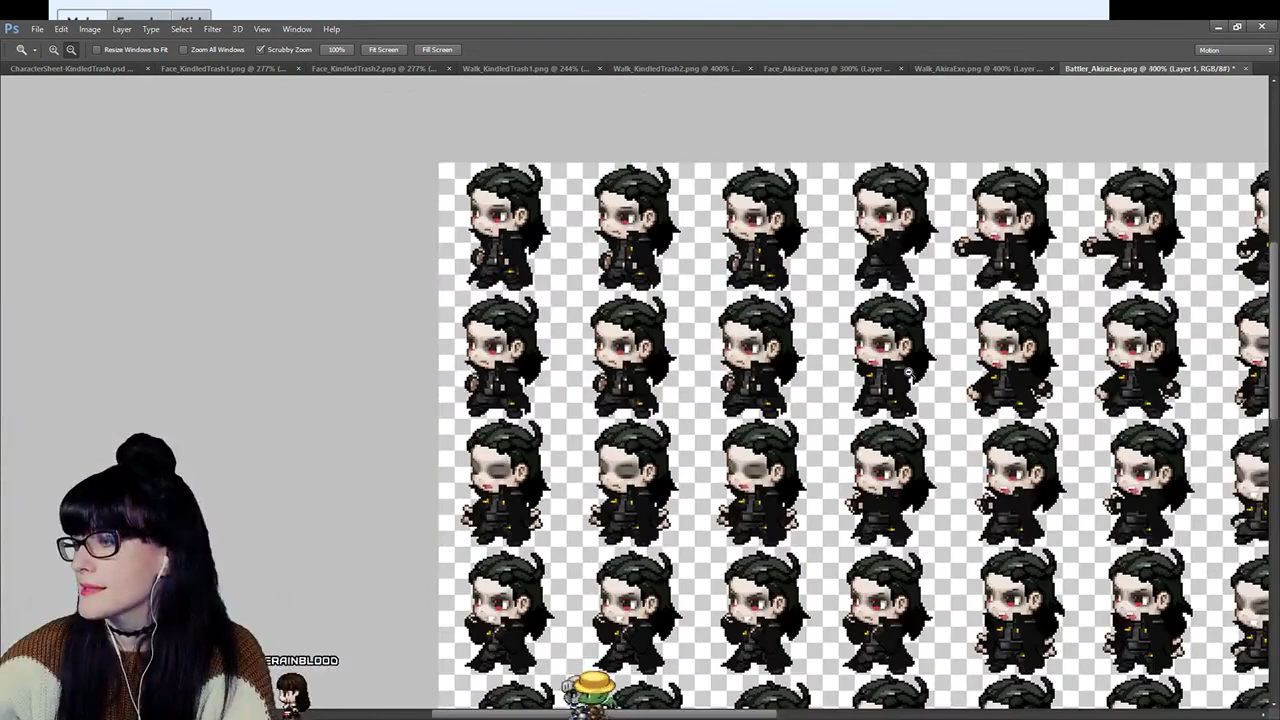 Ps File Edit Image Layer Type Select Filter 3D View Window Help
Resize Windows to Fit Zoom All Windows Scrubby Zoom 100% Fit Screen Fill Screen Motion
CharacterSheet-KindledTrash.psd ... × Face_KindledTrash1.png @ 277% (... × Face_KindledTrash2.png @ 277% (... × Walk_KindledTrash1.png @ 244% (... × Walk_KindledTrash2.png @ 400% (... × Face_AkiraExe.png @ 300% (Layer ... × Walk_AkiraExe.png @ 400% (Layer ... × Battler_AkiraExe.png @ 400% (Layer 1, RGB/8#) * ×
ERAINBLOOD